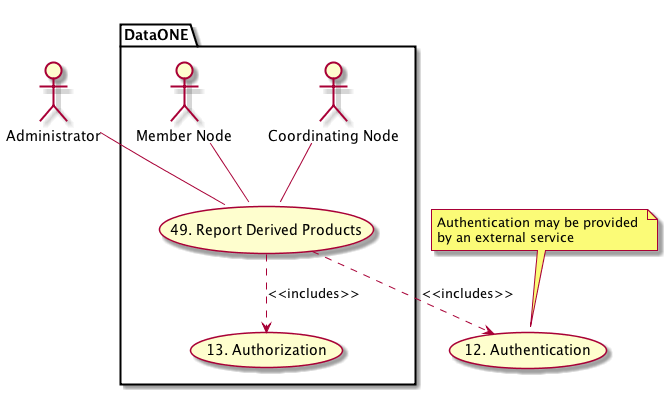 DataONE
Administrator
Member Node
Coordinating Node
49. Report Derived Products
Authentication may be provided
by an external service
<<includes>>
<<includes>>
13. Authorization
12. Authentication